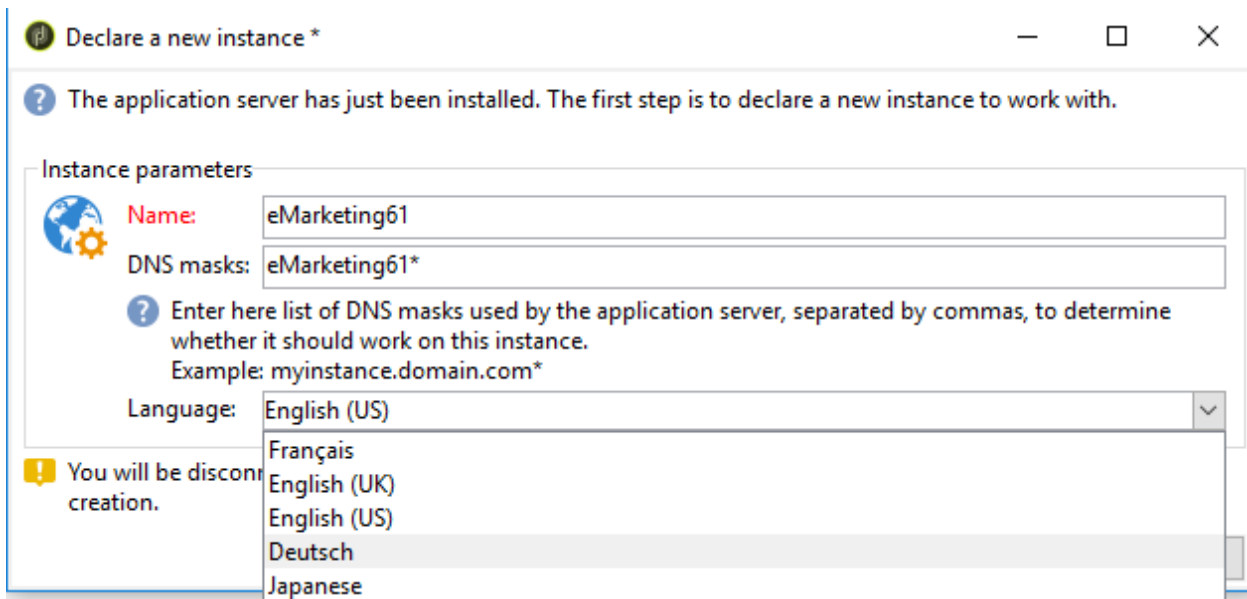 Declare a new instance *
The application server has just been installed. The first step is to declare a new instance to work with.
Instance parameters
Name: eMarketing61
DNS masks: eMarketing61*
Enter here list of DNS masks used by the application server, separated by commas, to determine
whether it should work on this instance.
Example: myinstance.domain.com*
Language: English (US)
Français
You will be
English (UK)
creation.
English (US)
Deutsch
Japanese